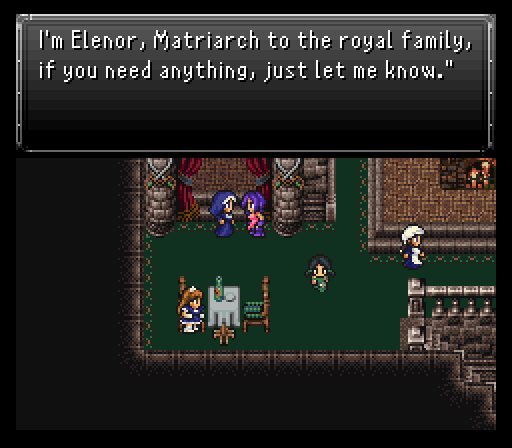 I'm Elenor, Matriarch to the royal family,
if you need anything, just let me know."